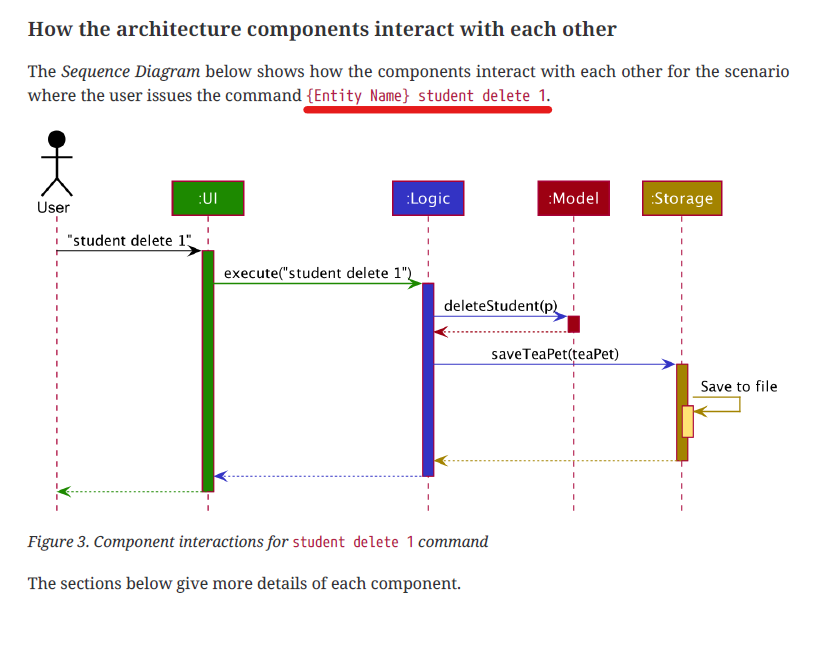 How the architecture components interact with each other
The Sequence Diagram below shows how the components interact with each other for the scenario
where the user issues the command {Entity Name} student delete 1.
User
:UI
:Logic
:Model
:Storage
"student delete 1"
execute("student delete 1")
deleteStudent(p)
saveTeaPet(teaPet)
Save to file
Figure 3. Component interactions for student delete 1 command
The sections below give more details of each component.